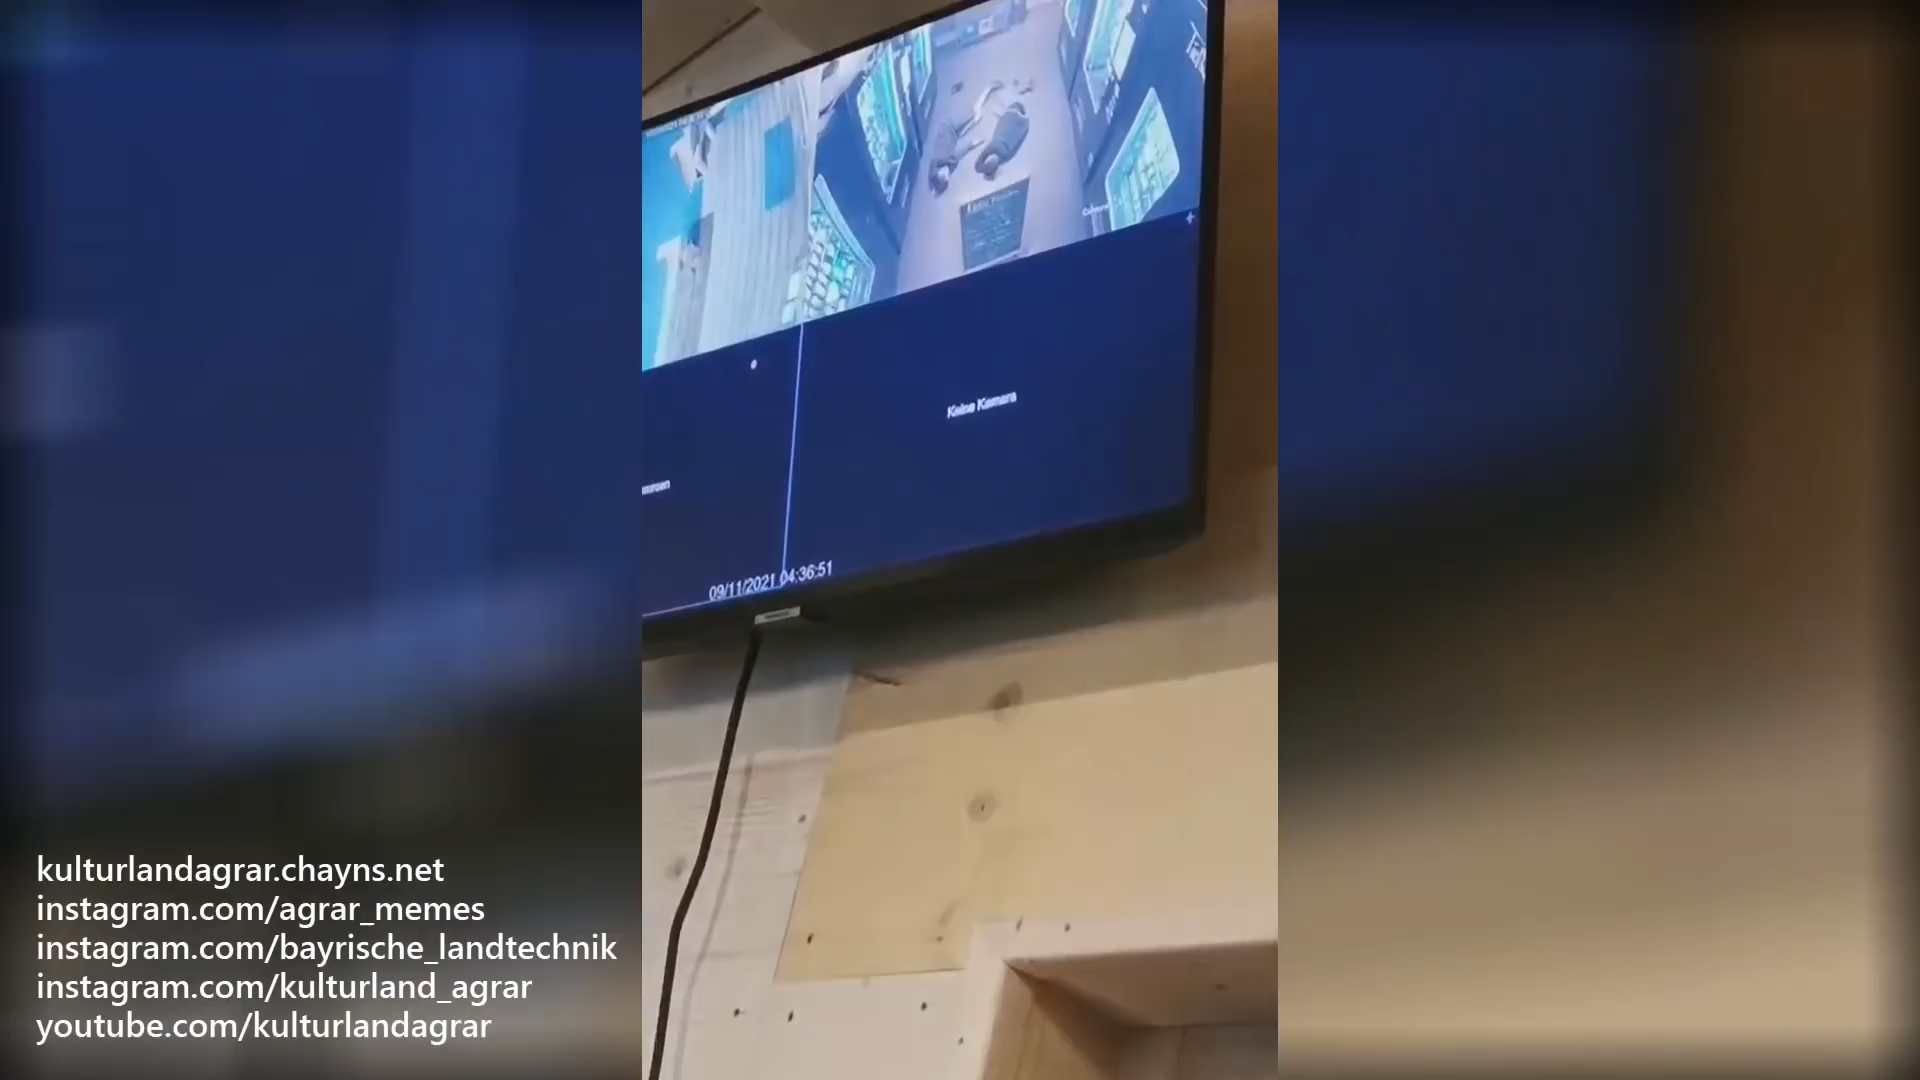 Keine Kamera
09/11/2021 04:36:51
kulturlandagrar.chayns.net
instagram.com/agrar_memes
instagram.com/bayrische_landtechnik
instagram.com/kulturland_agrar
youtube.com/kulturlandagrar